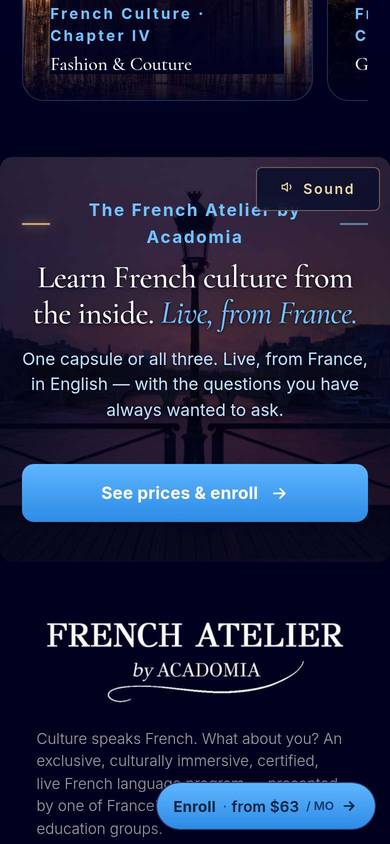 French Culture ·
Chapter IV
Fashion & Couture
Fr
C
G
Sound
The French Atelier by
Acadomia
Learn French culture from
the inside. Live, from France.
One capsule or all three. Live, from France,
in English — with the questions you have
always wanted to ask.
See prices & enroll →
FRENCH ATELIER
by ACADOMIA
Culture speaks French. What about you? An
exclusive, culturally immersive, certified,
live French language program — presented
by one of France
education groups.
Enroll · from $63 / MO →